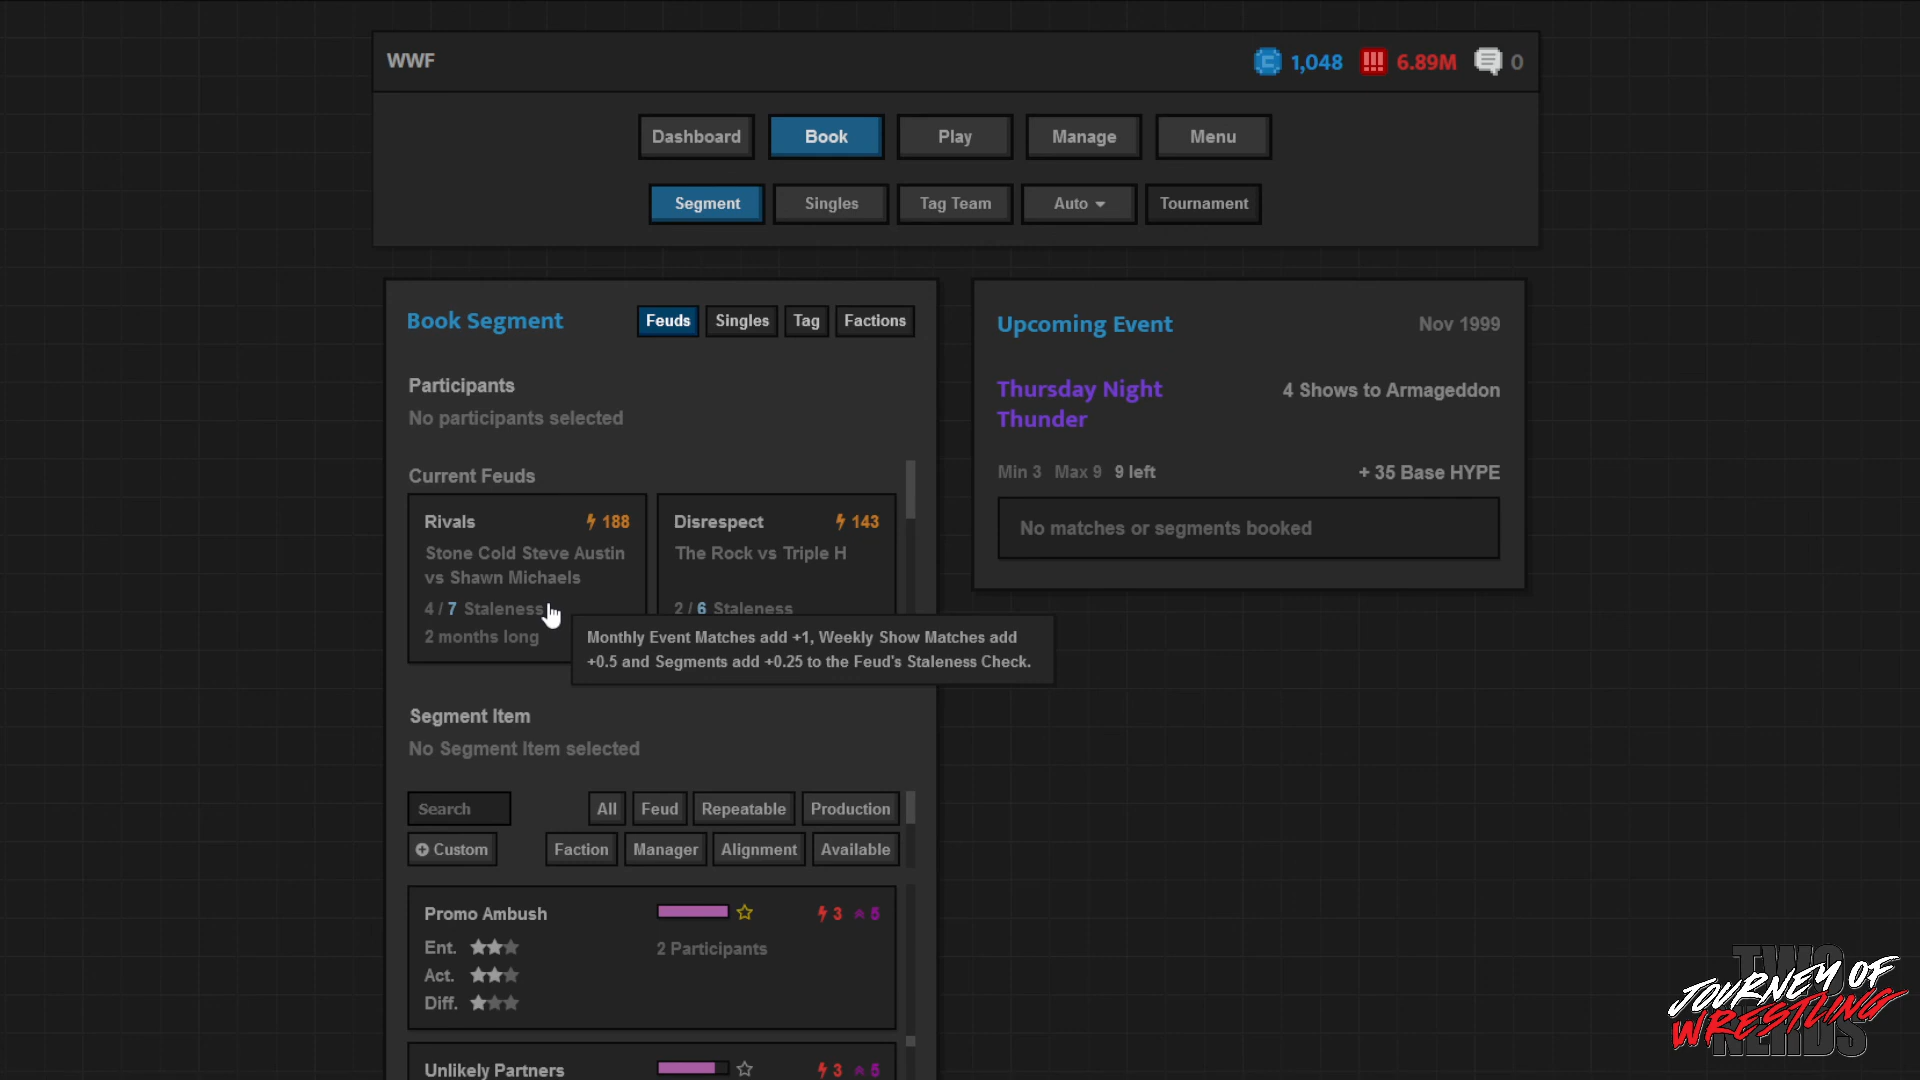 WWF
1,048
6.89M
0
Dashboard
Book
Play
Manage
Menu
Segment
Singles
Tag Team
Auto
Tournament
Book Segment
Feuds
Singles
Tag
Factions
Participants
No participants selected
Current Feuds
Rivals
188
Stone Cold Steve Austin
vs Shawn Michaels
4 / 7 Staleness
2 months long
Disrespect
143
The Rock vs Triple H
2 / 6 Staleness
Monthly Event Matches add +1, Weekly Show Matches add
+0.5 and Segments add +0.25 to the Feud's Staleness Check.
Segment Item
No Segment Item selected
Search
All
Feud
Repeatable
Production
Custom
Faction
Manager
Alignment
Available
Promo Ambush
3
5
Ent.
2 Participants
Act.
Diff.
Unlikely Partners
3
5
Upcoming Event
Nov 1999
Thursday Night
Thunder
4 Shows to Armageddon
Min 3 Max 9 9 left
+ 35 Base HYPE
No matches or segments booked
TWO
JOURNEY OF
WRESTLING
NERDS